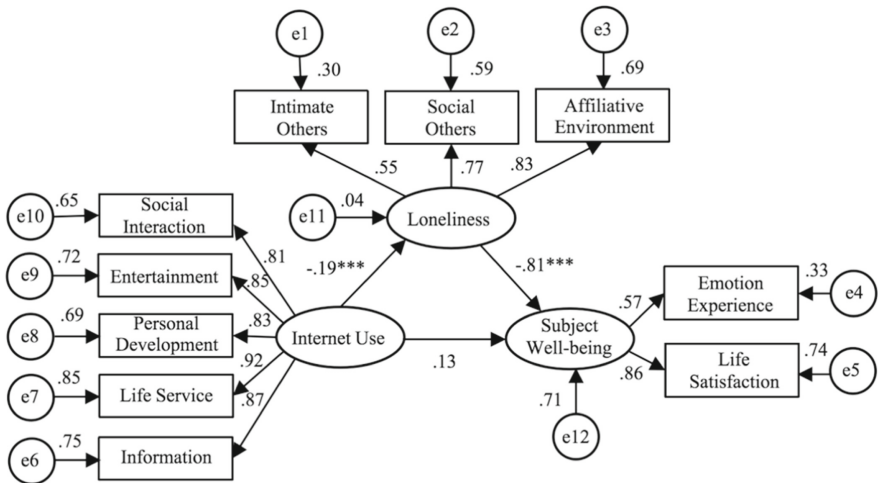 e1
e2
e3
.30
.59
.69
Intimate
Others
Social
Others
Affiliative
Environment
.55
.77
.83
e10
.65
Social
Interaction
e11
.04
Loneliness
e9
.72
Entertainment
.81
.85
-.19***
-.81***
e8
.69
Personal
Development
.83
Internet Use
.13
Subject
Well-being
.57
Emotion
Experience
.33
e4
.86
Life
Satisfaction
.74
e5
e7
.85
Life Service
.92
.87
.71
e12
e6
.75
Information